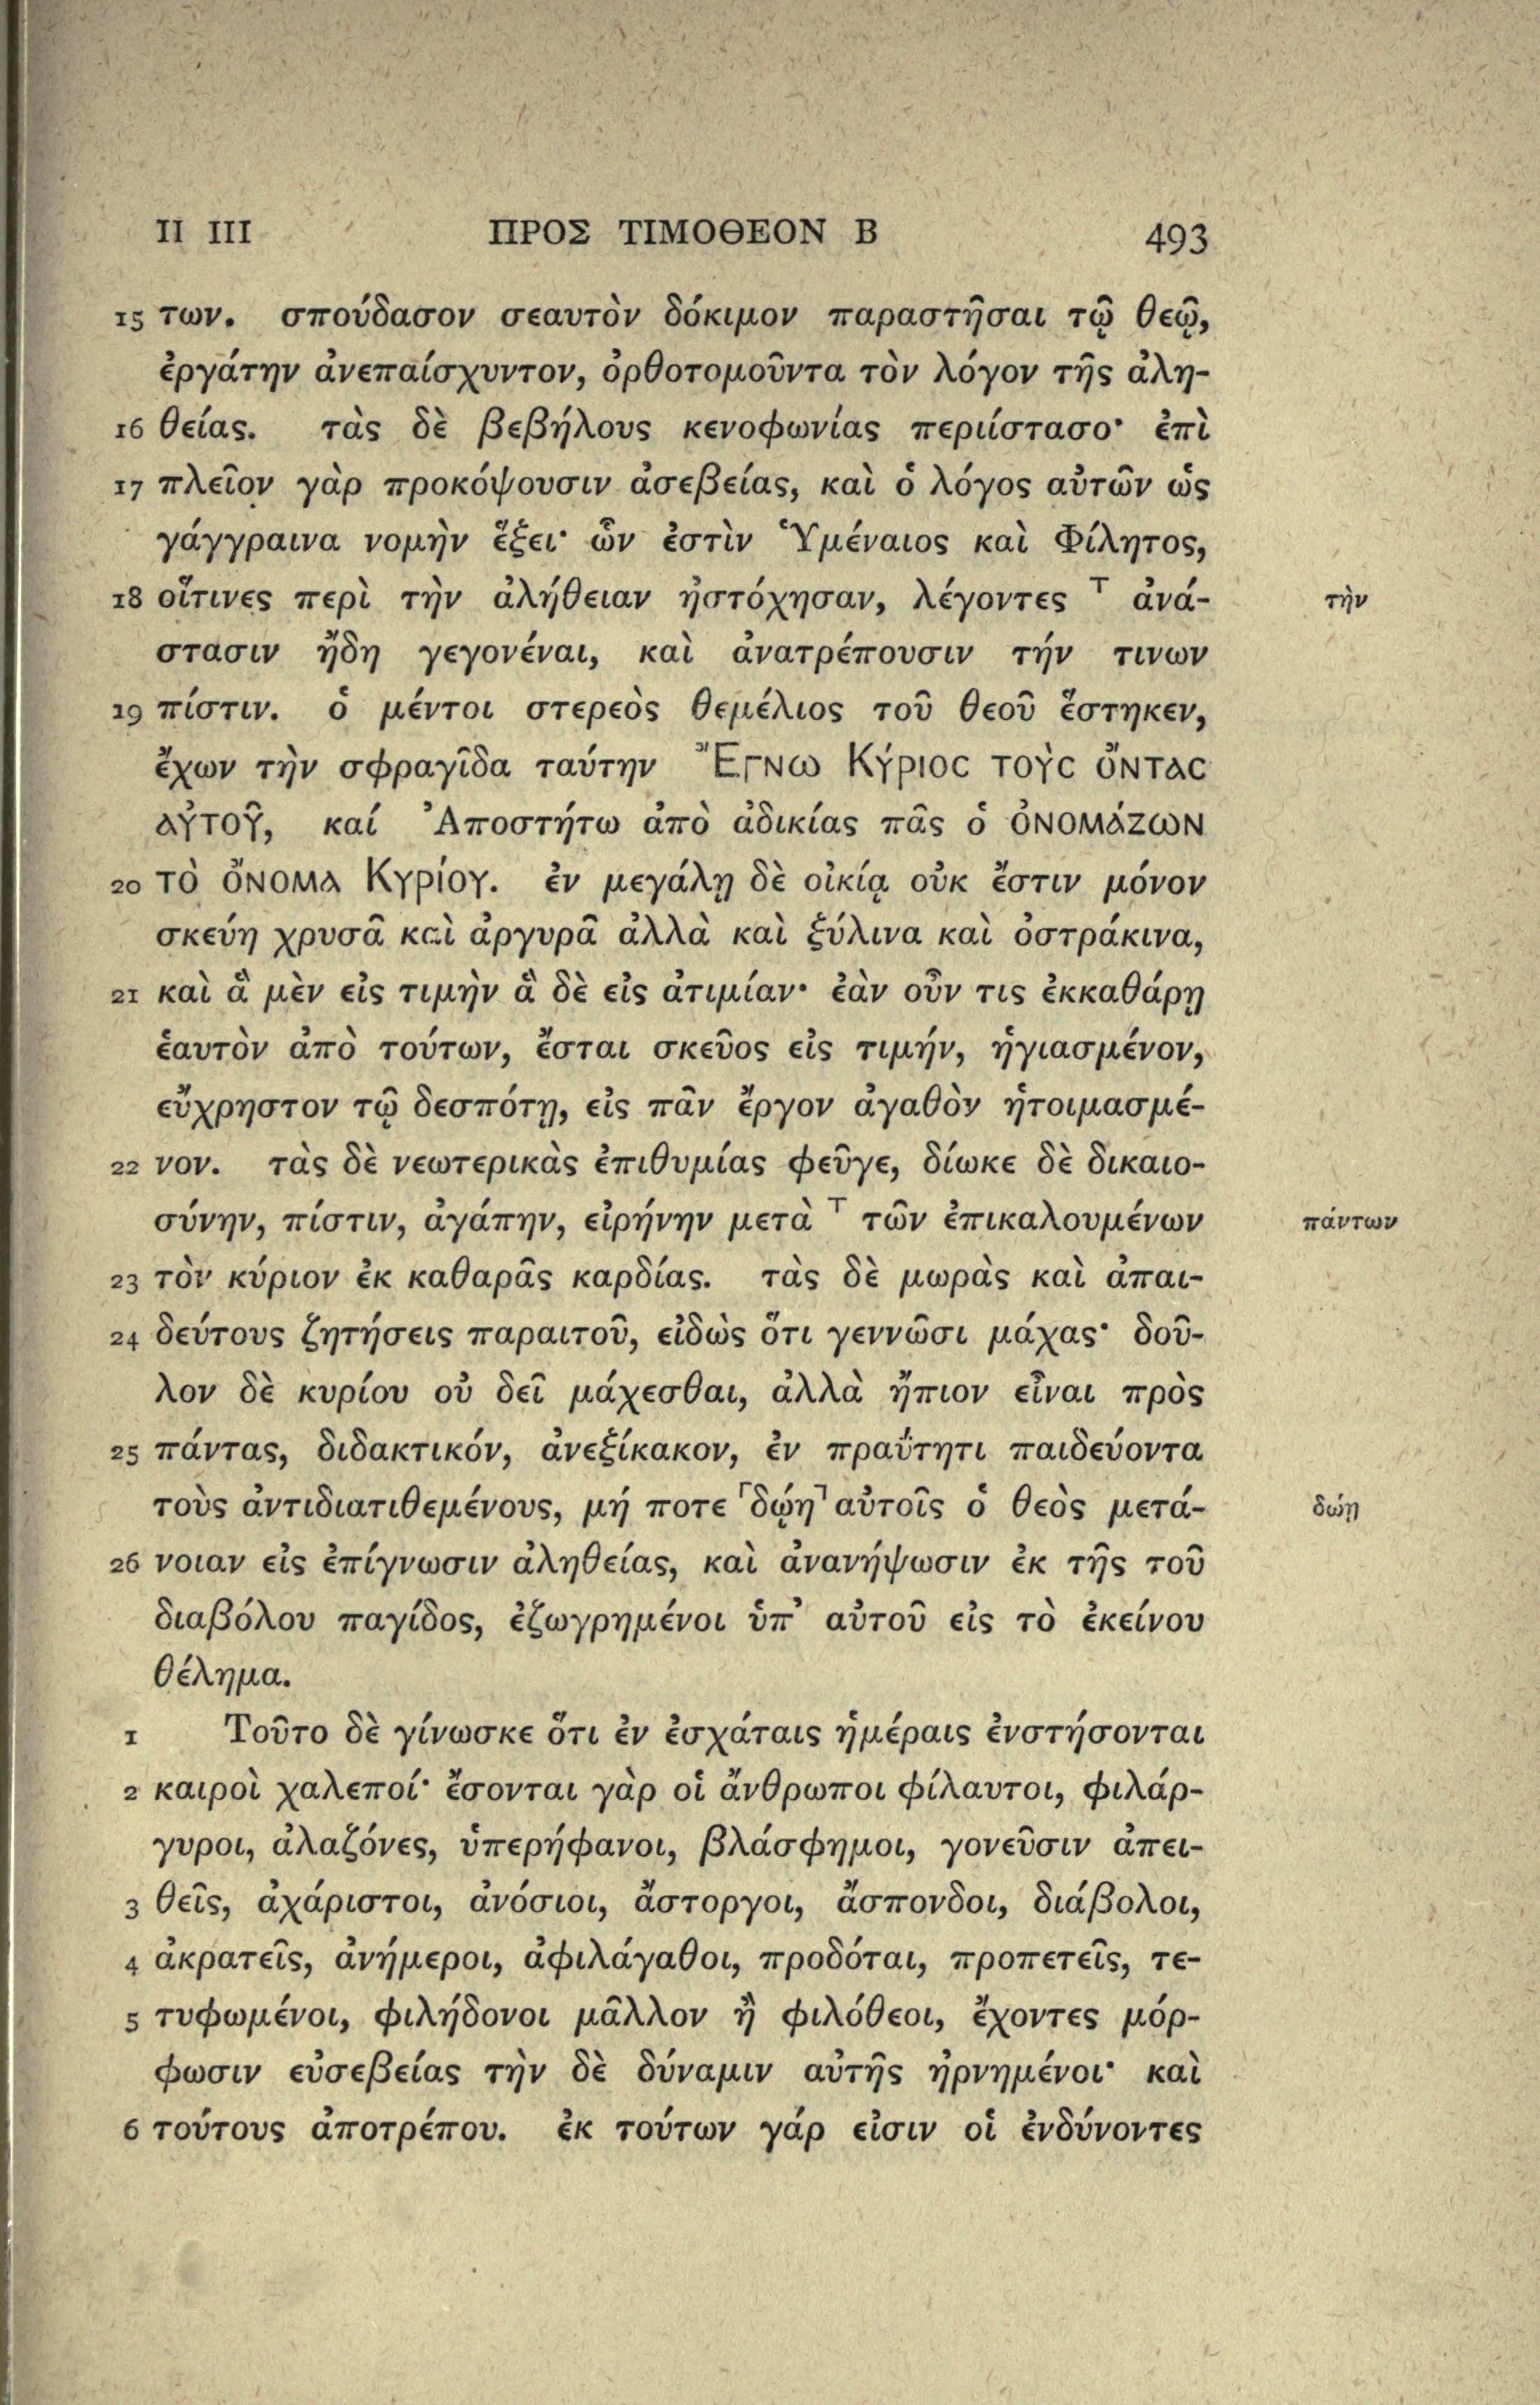 II III ΠΡΟΣ ΤΙΜΟΘΕΟΝ Β 493
15 των. σπούδασον σεαυτὸν δόκιμον παραστῆσαι τῷ θεῷ,
ἐργάτην ἀνεπαίσχυντον, ὀρθοτομοῦντα τὸν λόγον τῆς ἀλη-
16 θείας. τὰς δὲ βεβήλους κενοφωνίας περιίστασο· ἐπὶ
17 πλεῖον γὰρ προκόψουσιν ἀσεβείας, καὶ ὁ λόγος αὐτῶν ὡς
γάγγραινα νομὴν ἕξει· ὧν ἐστὶν Ὑμέναιος καὶ Φίλητος,
18 οἵτινες περὶ τὴν ἀλήθειαν ἠστόχησαν, λέγοντες ⸆ ἀνά- τὴν
στασιν ἤδη γεγονέναι, καὶ ἀνατρέπουσιν τήν τινων
19 πίστιν. ὁ μέντοι στερεὸς θεμέλιος τοῦ θεοῦ ἕστηκεν,
ἔχων τὴν σφραγῖδα ταύτην Ἔγνω Κύριος τοὺς ὄντας
αὐτοῦ, καί Ἀποστήτω ἀπὸ ἀδικίας πᾶς ὁ ὀνομάζων
20 τὸ ὄνομα Κυρίου. ἐν μεγάλῃ δὲ οἰκίᾳ οὐκ ἔστιν μόνον
σκεύη χρυσᾶ καὶ ἀργυρᾶ ἀλλὰ καὶ ξύλινα καὶ ὀστράκινα,
21 καὶ ἃ μὲν εἰς τιμὴν ἃ δὲ εἰς ἀτιμίαν· ἐὰν οὖν τις ἐκκαθάρῃ
ἑαυτὸν ἀπὸ τούτων, ἔσται σκεῦος εἰς τιμήν, ἡγιασμένον,
εὔχρηστον τῷ δεσπότῃ, εἰς πᾶν ἔργον ἀγαθὸν ἡτοιμασμέ-
22 νον. τὰς δὲ νεωτερικὰς ἐπιθυμίας φεῦγε, δίωκε δὲ δικαιο-
σύνην, πίστιν, ἀγάπην, εἰρήνην μετὰ ⸆ τῶν ἐπικαλουμένων πάντων
23 τὸν κύριον ἐκ καθαρᾶς καρδίας. τὰς δὲ μωρὰς καὶ ἀπαι-
24 δεύτους ζητήσεις παραιτοῦ, εἰδὼς ὅτι γεννῶσι μάχας· δοῦ-
λον δὲ κυρίου οὐ δεῖ μάχεσθαι, ἀλλὰ ἤπιον εἶναι πρὸς
25 πάντας, διδακτικόν, ἀνεξίκακον, ἐν πραΰτητι παιδεύοντα
τοὺς ἀντιδιατιθεμένους, μή ποτε ⸢δῴη⸣ αὐτοῖς ὁ θεὸς μετά- δώῃ
26 νοιαν εἰς ἐπίγνωσιν ἀληθείας, καὶ ἀνανήψωσιν ἐκ τῆς τοῦ
διαβόλου παγίδος, ἐζωγρημένοι ὑπ’ αὐτοῦ εἰς τὸ ἐκείνου
θέλημα.
1 Τοῦτο δὲ γίνωσκε ὅτι ἐν ἐσχάταις ἡμέραις ἐνστήσονται
2 καιροὶ χαλεποί· ἔσονται γὰρ οἱ ἄνθρωποι φίλαυτοι, φιλάρ-
γυροι, ἀλαζόνες, ὑπερήφανοι, βλάσφημοι, γονεῦσιν ἀπει-
3 θεῖς, ἀχάριστοι, ἀνόσιοι, ἄστοργοι, ἄσπονδοι, διάβολοι,
4 ἀκρατεῖς, ἀνήμεροι, ἀφιλάγαθοι, προδόται, προπετεῖς, τε-
5 τυφωμένοι, φιλήδονοι μᾶλλον ἢ φιλόθεοι, ἔχοντες μόρ-
φωσιν εὐσεβείας τὴν δὲ δύναμιν αὐτῆς ἠρνημένοι· καὶ
6 τούτους ἀποτρέπου. ἐκ τούτων γάρ εἰσιν οἱ ἐνδύνοντες